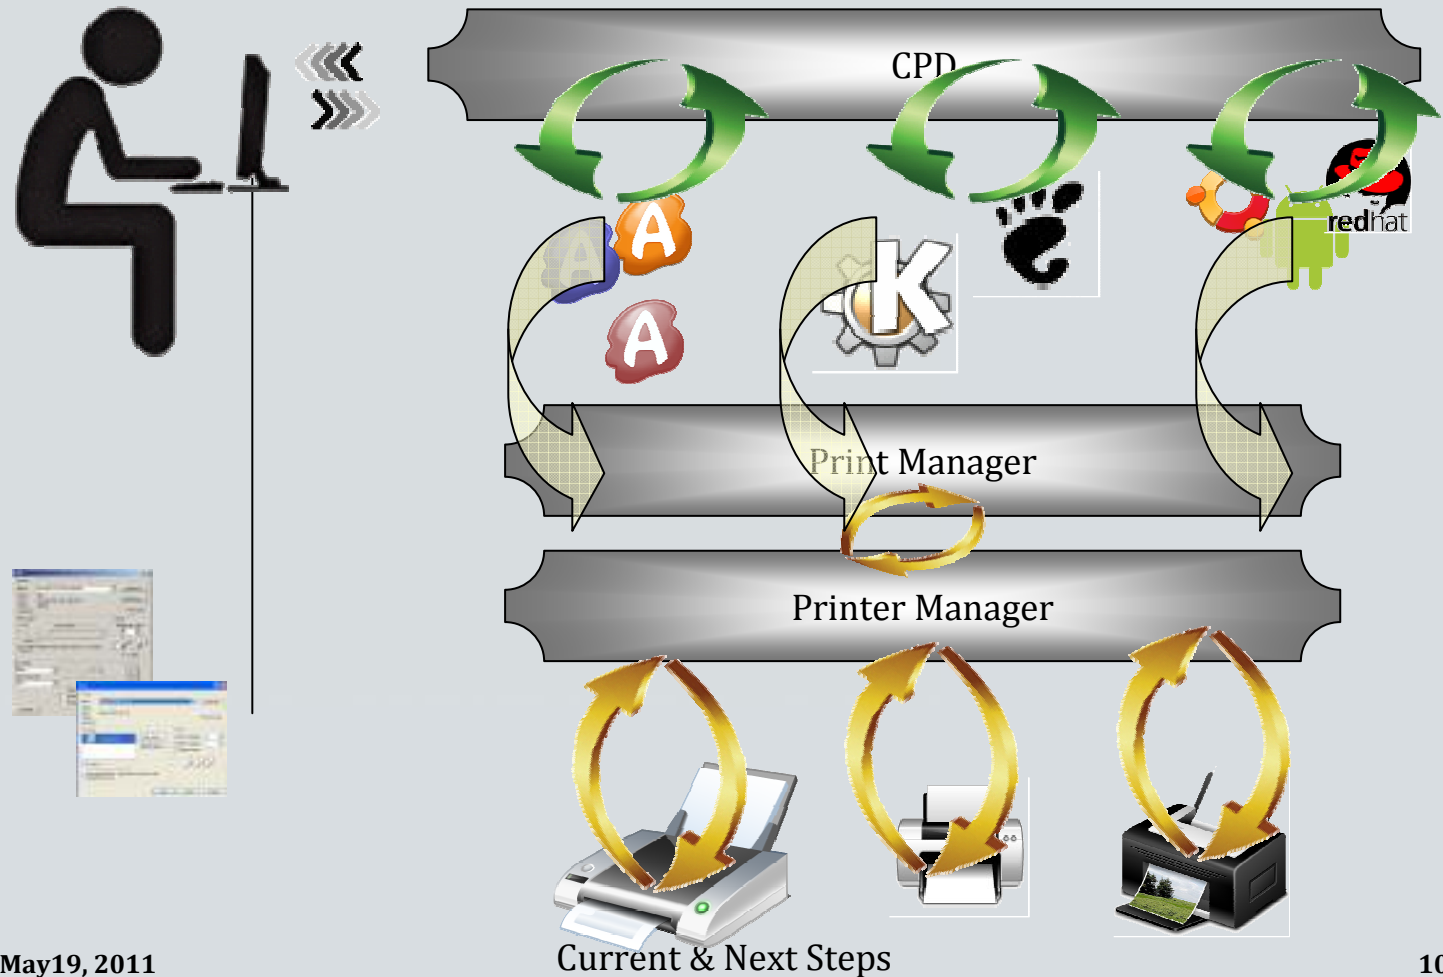 CPD
A
A
A
K
redhat
Print Manager
Printer Manager
Current & Next Steps
May19, 2011
10